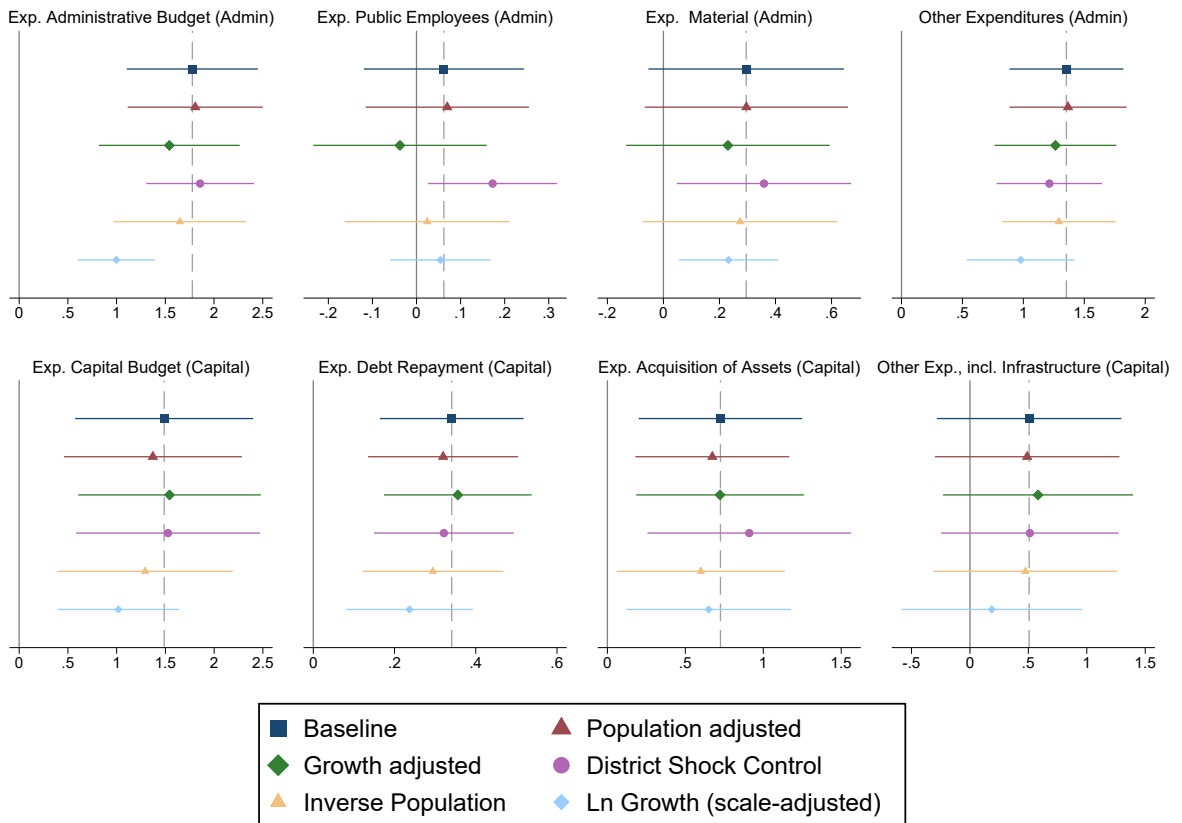 Exp. Administrative Budget (Admin) Exp. Public Employees (Admin) Exp.  Material (Admin) Other Expenditures (Admin)
0 .5 1 1.5 2 2.5 -.2 -.1 0 .1 .2 .3 -.2 0 .2 .4 .6 0 .5 1 1.5 2
Exp. Capital Budget (Capital) Exp. Debt Repayment (Capital) Exp. Acquisition of Assets (Capital) Other Exp., incl. Infrastructure (Capital)
0 .5 1 1.5 2 2.5 0 .2 .4 .6 0 .5 1 1.5 -.5 0 .5 1 1.5
Baseline Population adjusted
Growth adjusted District Shock Control
Inverse Population Ln Growth (scale-adjusted)